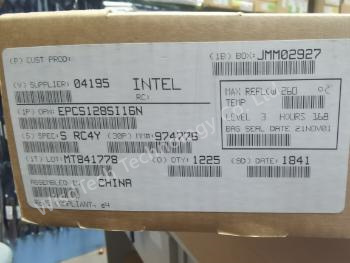 (P) CUST PROD:
(1B) BOX: JMM02927
(V) SUPPLIER: 04195 INTEL
RC:
(1P) OPN: EPCS128SI16N
MAX REFLOW 260 °C
TEMP
LEVEL 3 HOURS 168
BAG SEAL DATE 21NOV01
(S) SPEC: S RC4Y (30P) MM: 974778
(1T) LOT: MT841778 (Q) QTY: 1225 (9D) DATE: 1841
ASSEMBLED IN CHINA
RoHS COMPLIANT: e4